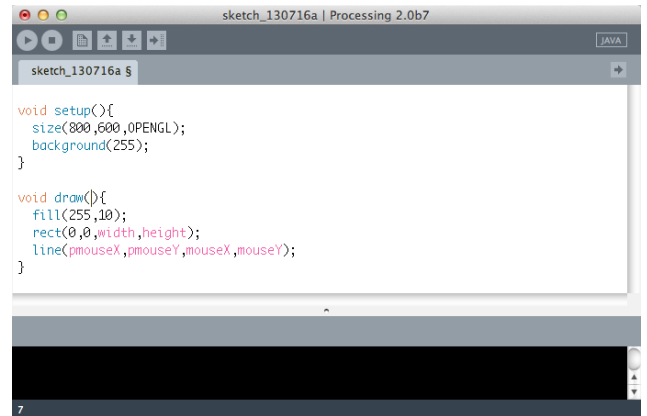 sketch_130716a | Processing 2.0b7
JAVA
sketch_130716a §
void setup(){
  size(800,600,OPENGL);
  background(255);
}

void draw(){
  fill(255,10);
  rect(0,0,width,height);
  line(pmouseX,pmouseY,mouseX,mouseY);
}
7